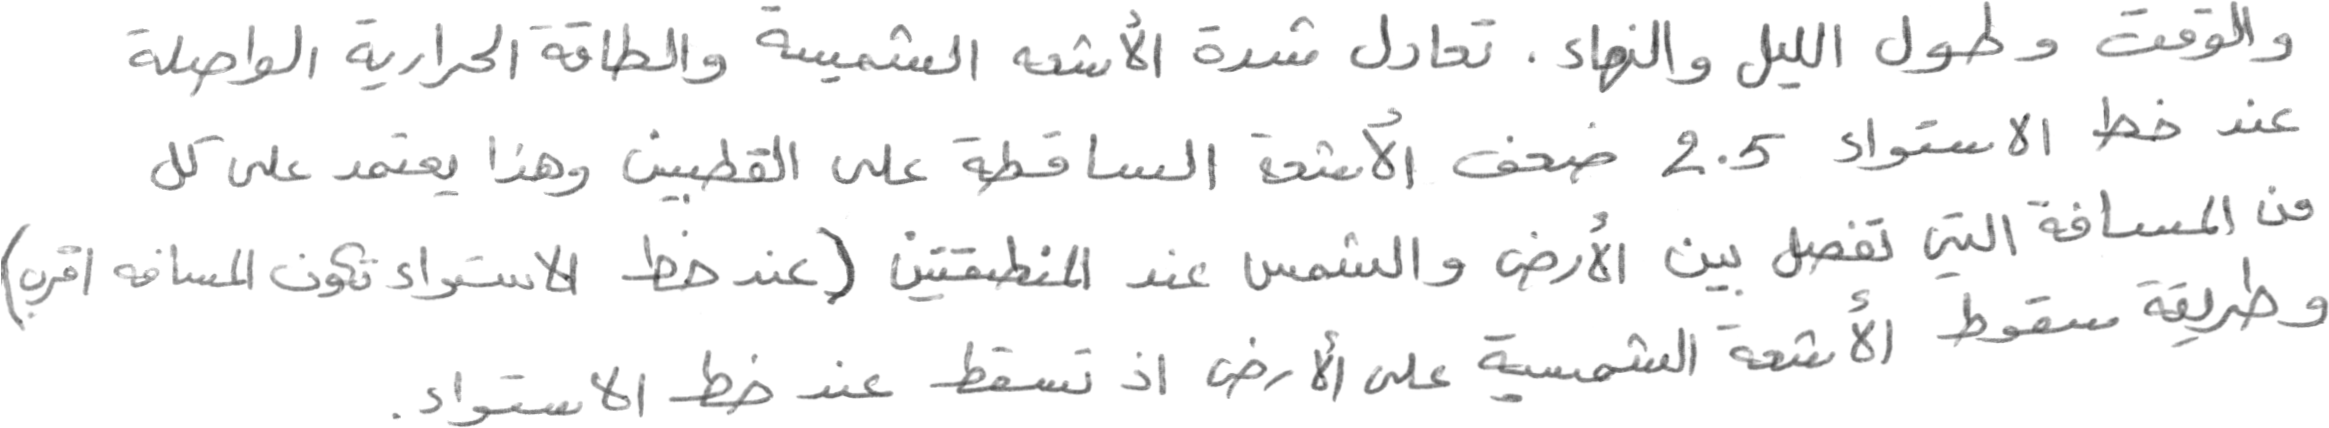 والوقت وطول الليل والنهار. تعادل شدة الأشعه الشمسية والطاقة الحرارية الواصلة
عند خط الاستواء 2.5 ضعف الأشعة الساقطة على القطبين وهذا يعتمد على كل
من المسافة التي تفصل بين الأرض والشمس عند المنطقتين (عند خط الاستواء تكون المسافه اقرب)
وطريقة سقوط الأشعة الشمسية على الأرض اذ تسقط عند خط الاستواء.